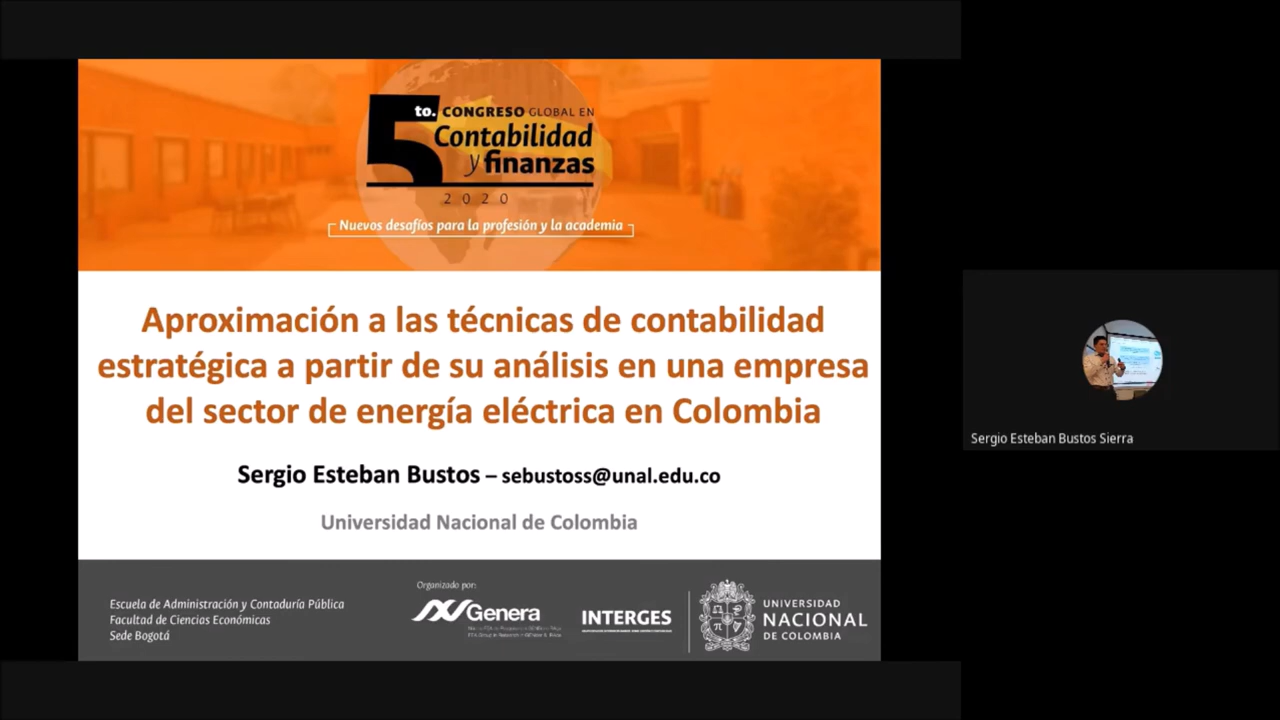 5to. CONGRESO GLOBAL EN
Contabilidad
y finanzas
2020
Nuevos desafíos para la profesión y la academia
Aproximación a las técnicas de contabilidad
estratégica a partir de su análisis en una empresa
del sector de energía eléctrica en Colombia
Sergio Esteban Bustos – sebustoss@unal.edu.co
Universidad Nacional de Colombia
Escuela de Administración y Contaduría Pública
Facultad de Ciencias Económicas
Sede Bogotá
Organizado por:
Genera
INTERGES
UNIVERSIDAD
NACIONAL
DE COLOMBIA
Sergio Esteban Bustos Sierra